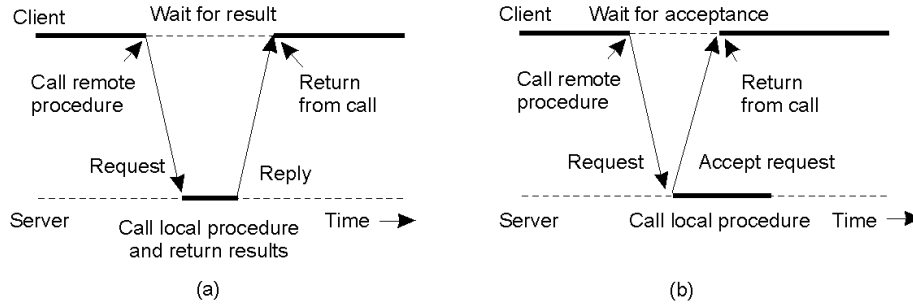 Client
Wait for result
Call remote
procedure
Return
from call
Request
Reply
Server
Call local procedure
and return results
Time
(a)
Client
Wait for acceptance
Call remote
procedure
Return
from call
Request
Accept request
Server
Call local procedure
Time
(b)